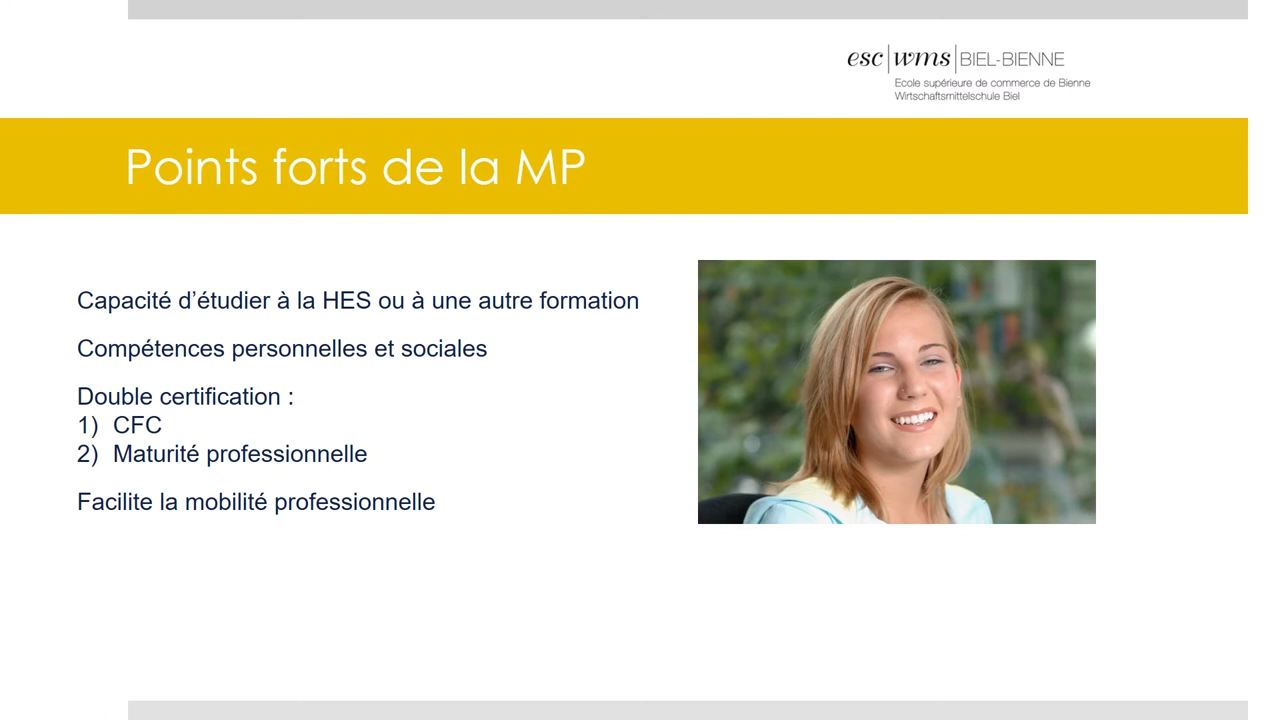 esc|wms|BIEL-BIENNE
Ecole supérieure de commerce de Bienne
Wirtschaftsmittelschule Biel
Points forts de la MP
Capacité d’étudier à la HES ou à une autre formation
Compétences personnelles et sociales
Double certification :
1) CFC
2) Maturité professionnelle
Facilite la mobilité professionnelle